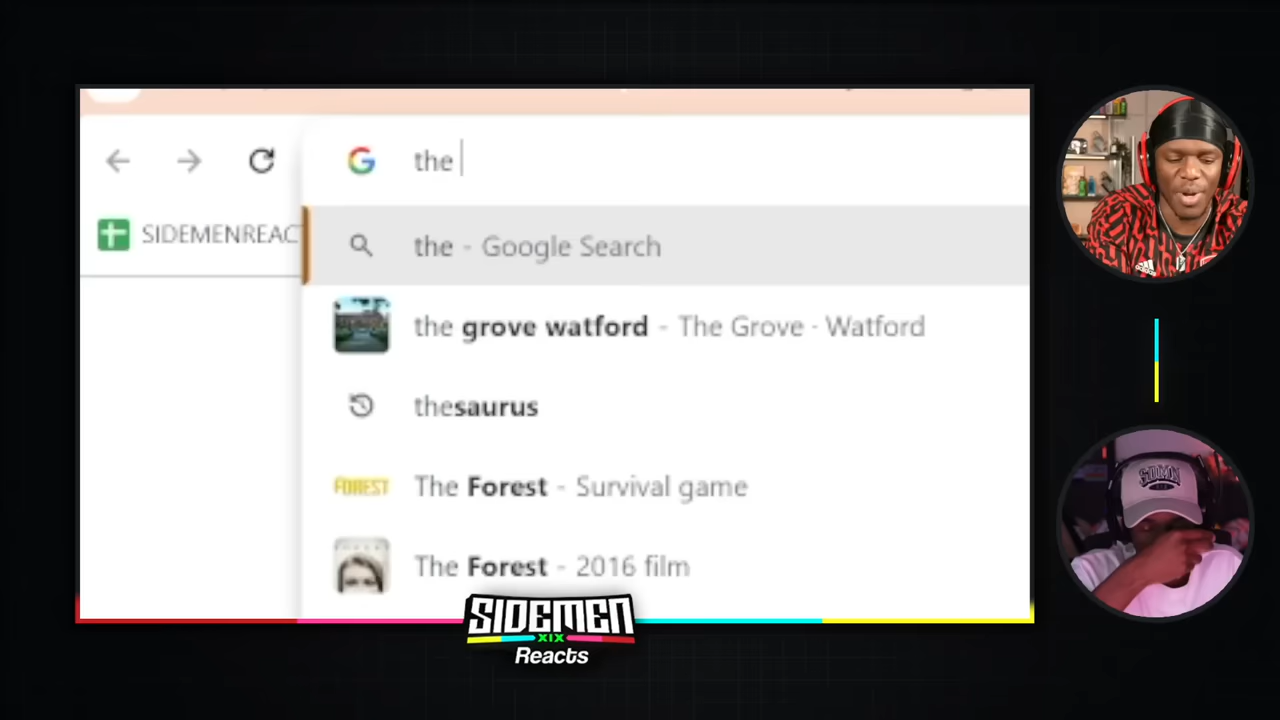 the
SIDEMENREAC
the - Google Search
the grove watford - The Grove - Watford
thesaurus
FOREST
The Forest - Survival game
The Forest - 2016 film
SIDEMEN
XIX
Reacts
SIDEMEN